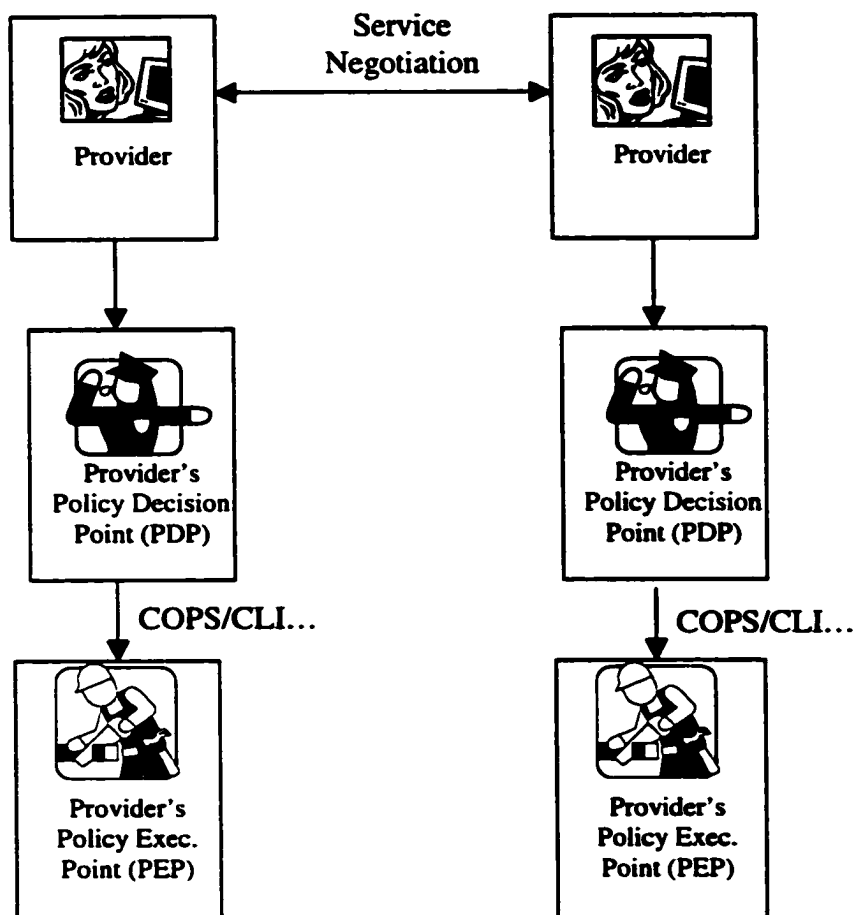 Service
Negotiation
Provider
Provider
Provider's
Policy Decision
Point (PDP)
Provider's
Policy Decision
Point (PDP)
COPS/CLI...
COPS/CLI...
Provider's
Policy Exec.
Point (PEP)
Provider's
Policy Exec.
Point (PEP)